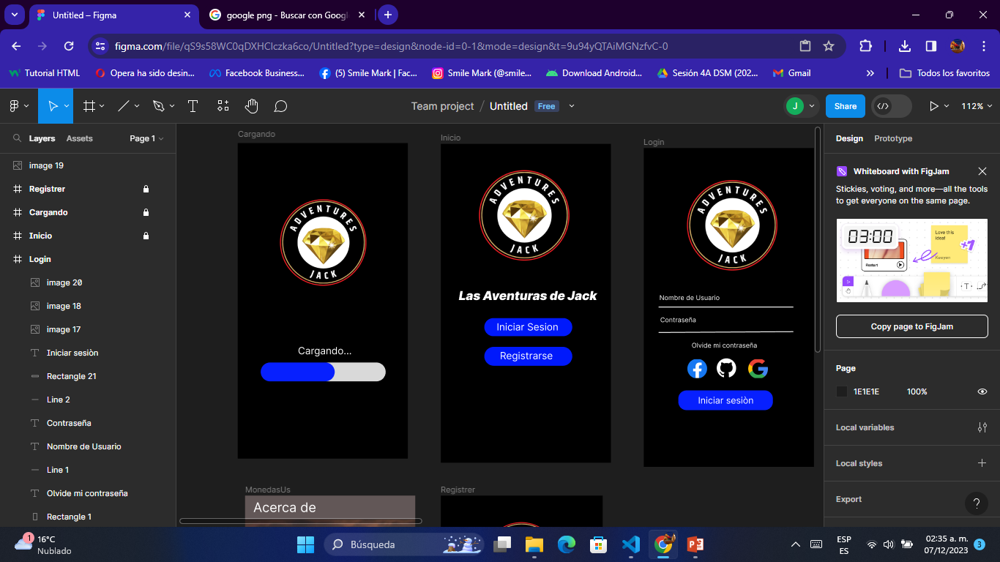 Untitled – Figma
google png - Buscar con Googl
figma.com/file/qS9s58WC0qDXHClczka6co/Untitled?type=design&node-id=0-1&mode=design&t=9u94yQTAiMGNzfvC-0
Tutorial HTML
Opera ha sido desin...
Facebook Business...
(5) Smile Mark | Fac...
Smile Mark (@smile...
Download Android...
Sesión 4A DSM (202...
Gmail
Todos los favoritos
Team project / Untitled Free
J
Share
112%
Layers
Assets
Page 1
image 19
Registrer
Cargando
Inicio
Login
image 20
image 18
image 17
Iniciar sesiòn
Rectangle 21
Line 2
Contraseña
Nombre de Usuario
Line 1
Olvide mi contraseña
Rectangle 1
Cargando
ADVENTURES
JACK
Cargando...
Inicio
ADVENTURES
JACK
Las Aventuras de Jack
Iniciar Sesion
Registrarse
Login
ADVENTURES
JACK
Nombre de Usuario
Contraseña
Olvide mi contraseña
Iniciar sesiòn
MonedasUs
Acerca de
Registrer
Design
Prototype
Whiteboard with FigJam
Stickies, voting, and more—all the tools
to get everyone on the same page.
03:00
Love this
idea!
+1
Restart
Copy page to FigJam
Page
1E1E1E
100%
Local variables
Local styles
Export
?
1
16°C
Nublado
Búsqueda
ESP
ES
02:35 a. m.
07/12/2023
3